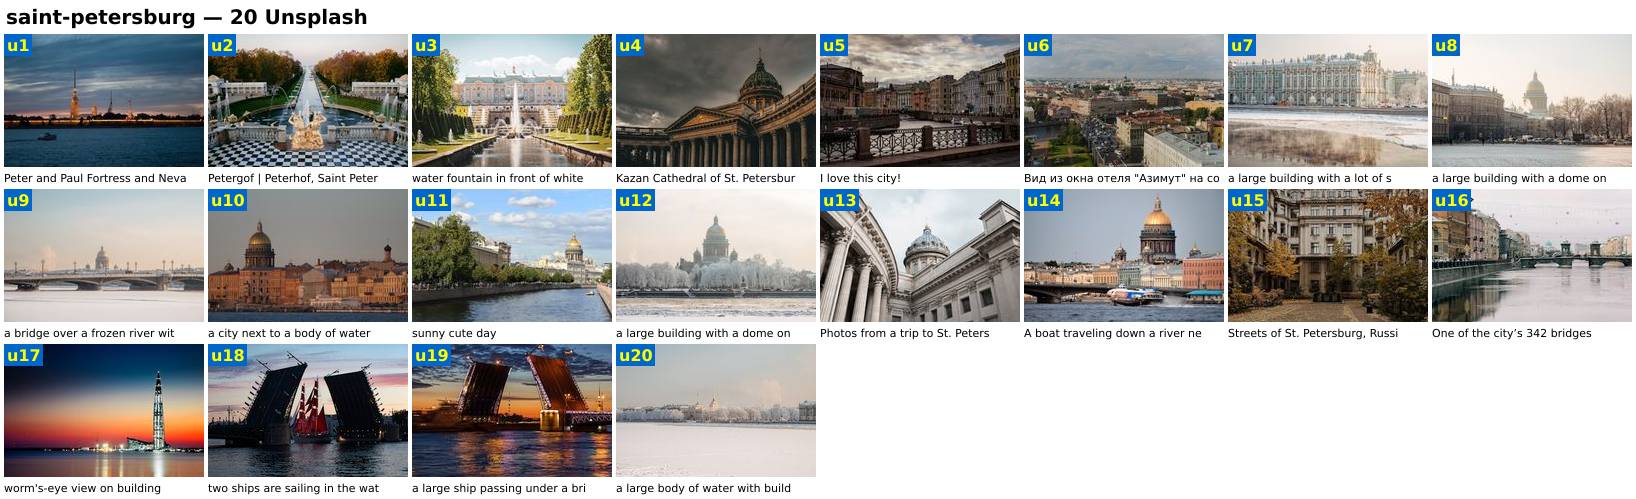 saint-petersburg — 20 Unsplash
u1 u2 u3 u4 u5 u6 u7 u8
Peter and Paul Fortress and Neva
Petergof | Peterhof, Saint Peter
water fountain in front of white
Kazan Cathedral of St. Petersbur
I love this city!
Вид из окна отеля "Азимут" на со
a large building with a lot of s
a large building with a dome on
u9 u10 u11 u12 u13 u14 u15 u16
a bridge over a frozen river wit
a city next to a body of water
sunny cute day
a large building with a dome on
Photos from a trip to St. Peters
A boat traveling down a river ne
Streets of St. Petersburg, Russi
One of the city’s 342 bridges
u17 u18 u19 u20
worm's-eye view on building
two ships are sailing in the wat
a large ship passing under a bri
a large body of water with build